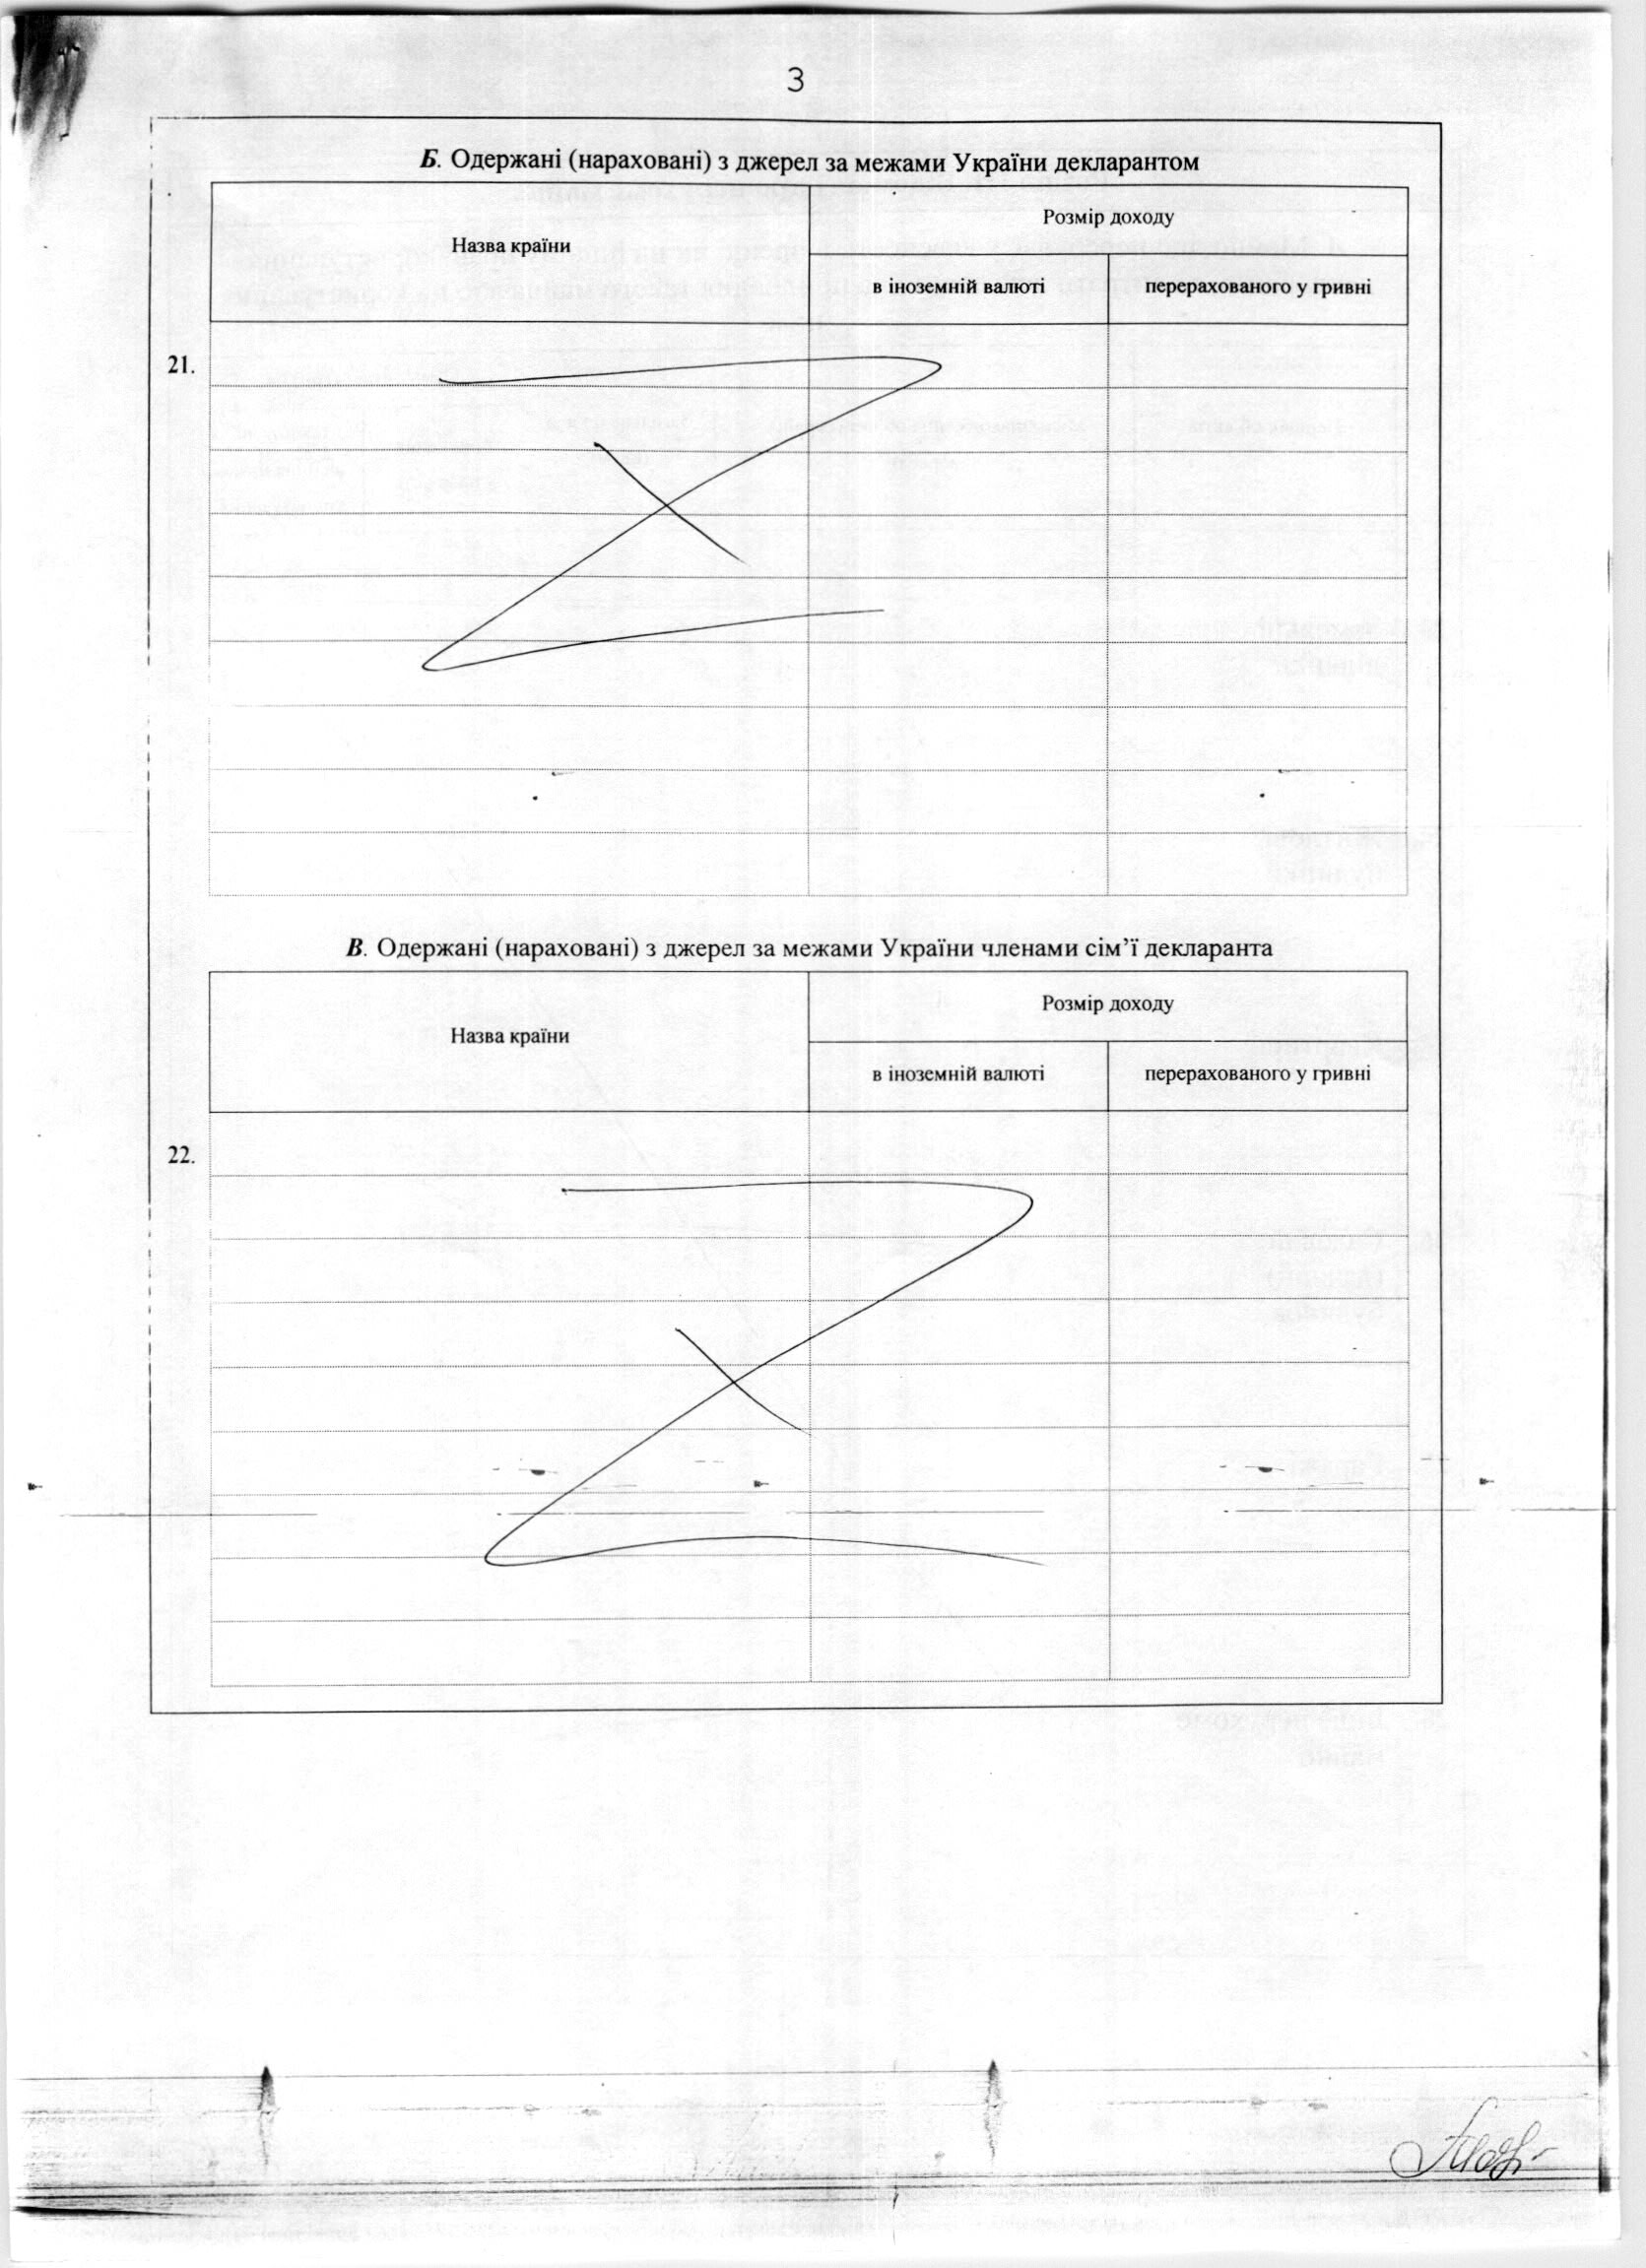 3
Б. Одержані (нараховані) з джерел за межами України декларантом
Назва країни
Розмір доходу
в іноземній валюті
перерахованого у гривні
21.
В. Одержані (нараховані) з джерел за межами України членами сім’ї декларанта
Назва країни
Розмір доходу
в іноземній валюті
перерахованого у гривні
22.